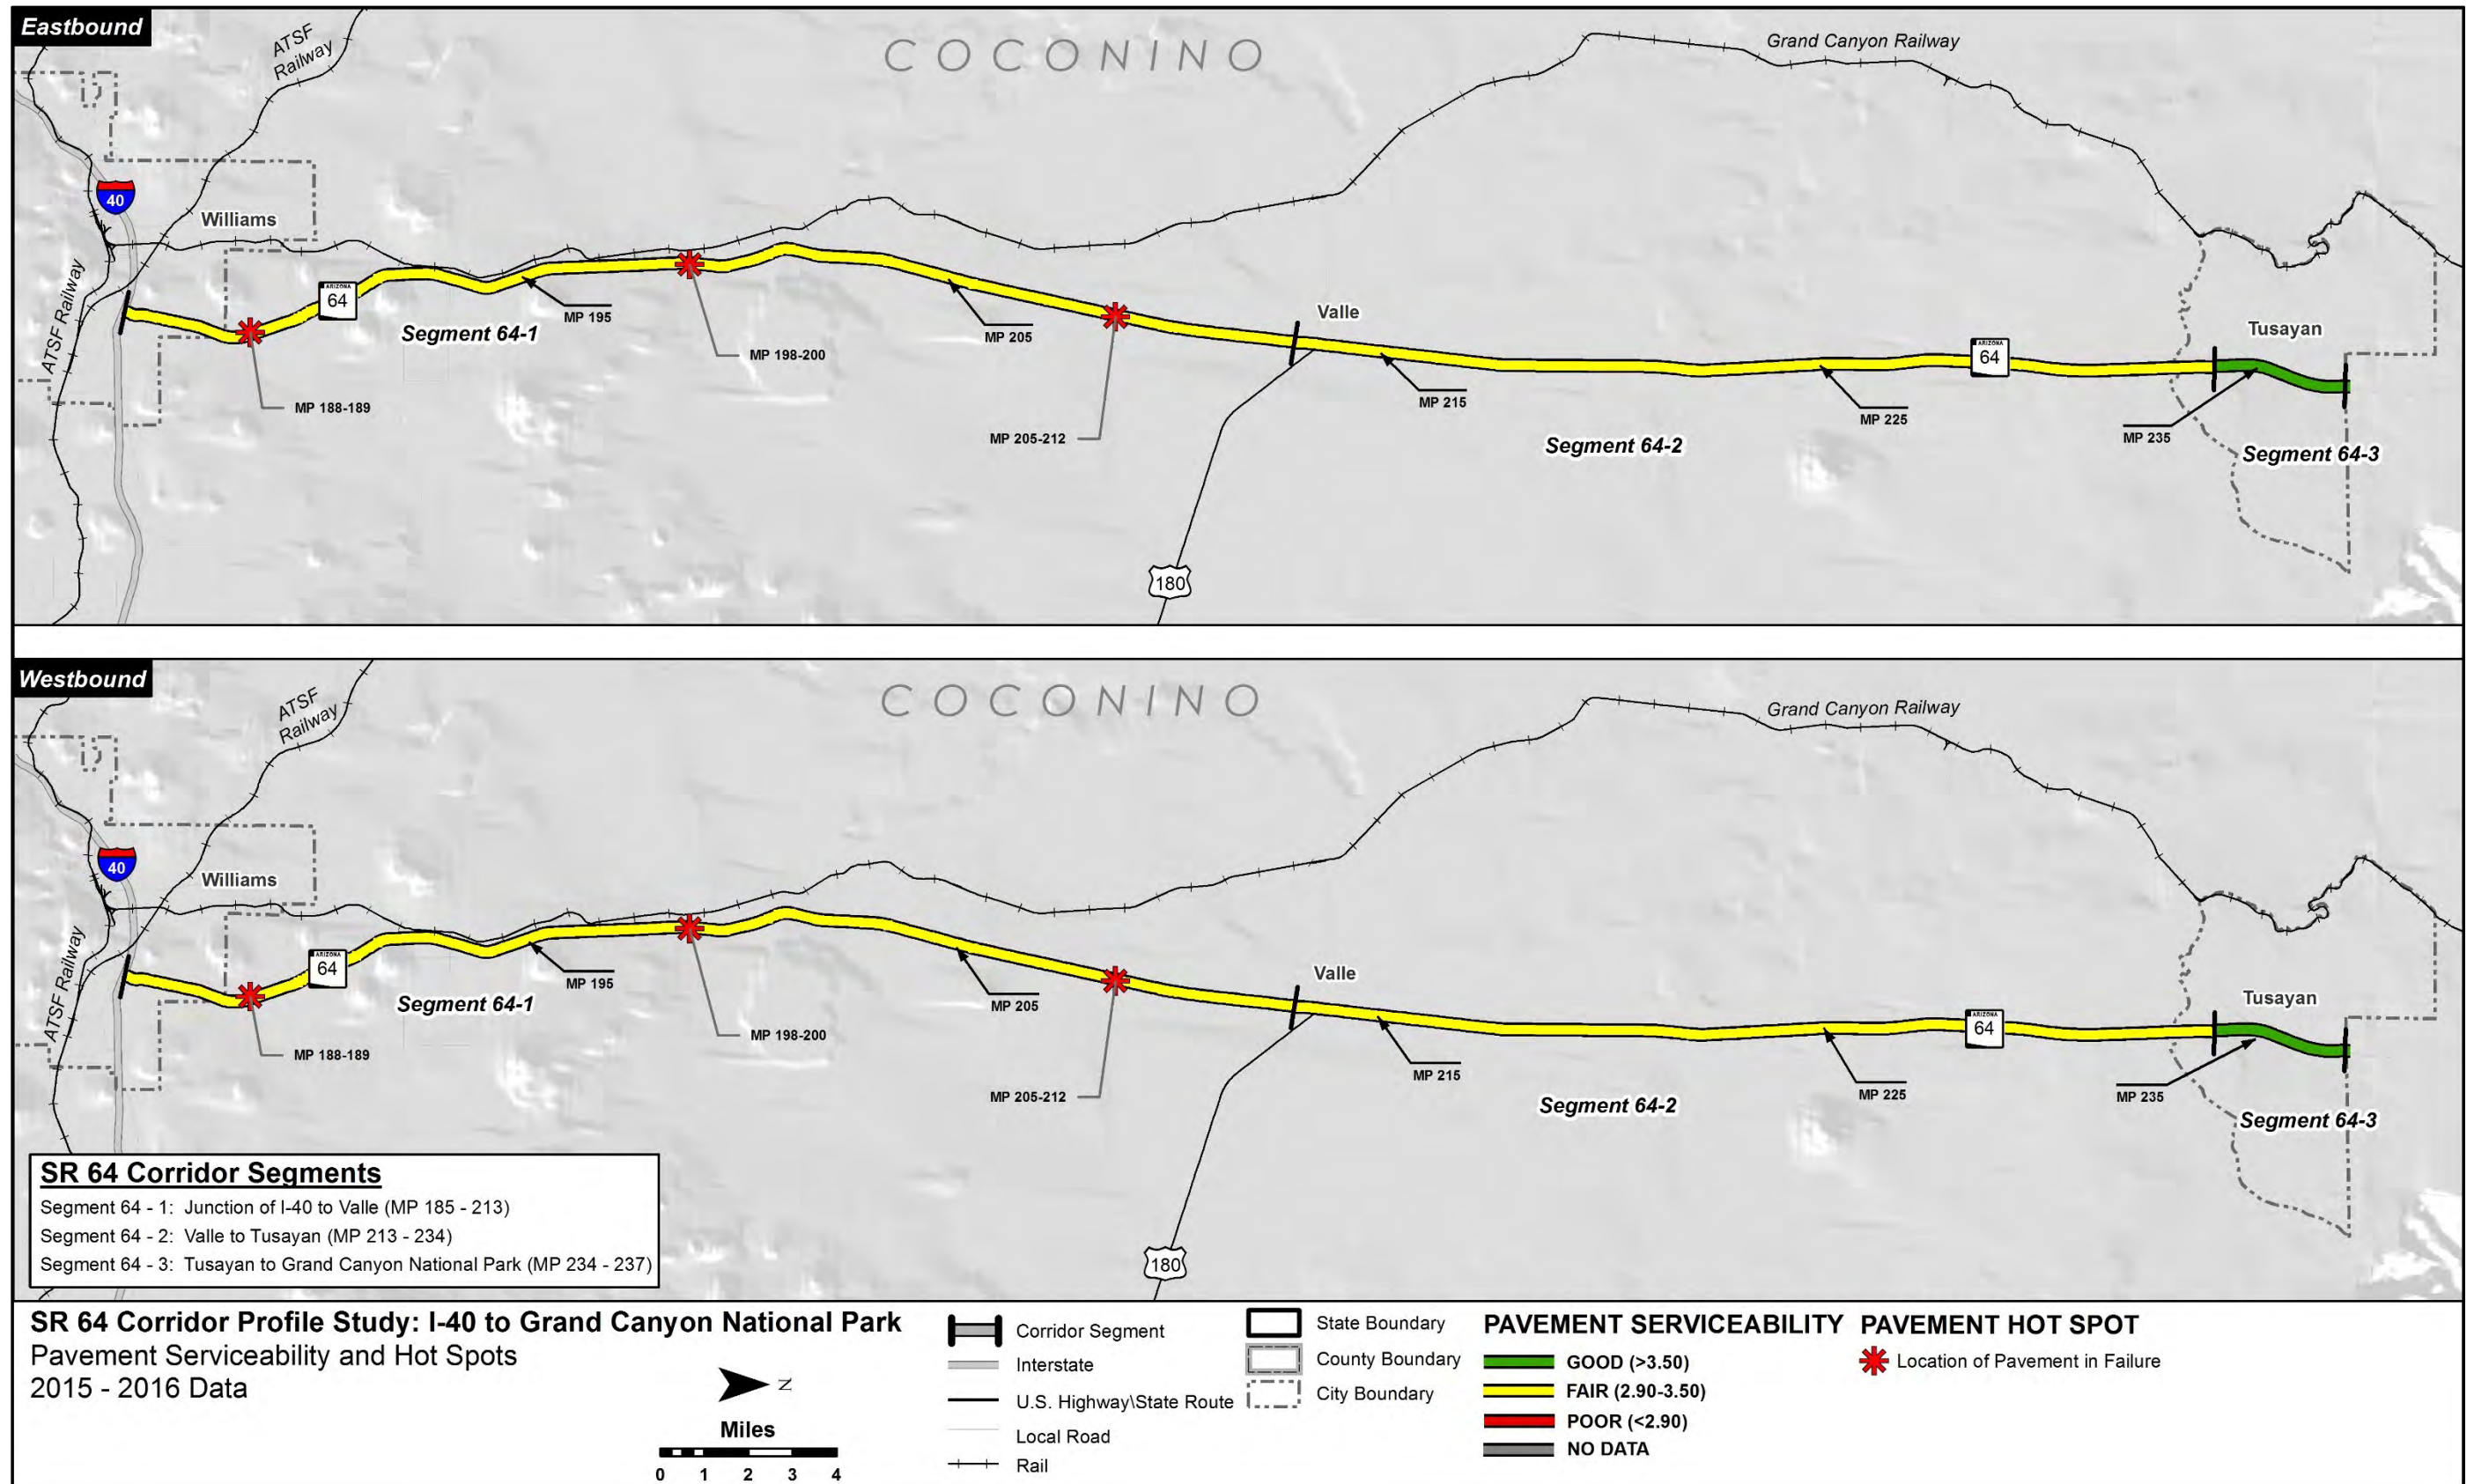 Eastbound
ATSF
Railway
COCONINO
Grand Canyon Railway
40
Williams
ATSF Railway
ARIZONA
64
Segment 64-1
MP 195
MP 188-189
MP 198-200
MP 205
MP 205-212
Valle
MP 215
180
Segment 64-2
MP 225
ARIZONA
64
Tusayan
MP 235
Segment 64-3
Westbound
ATSF
Railway
COCONINO
Grand Canyon Railway
40
Williams
ATSF Railway
ARIZONA
64
Segment 64-1
MP 195
MP 188-189
MP 198-200
MP 205
MP 205-212
Valle
MP 215
180
Segment 64-2
MP 225
ARIZONA
64
Tusayan
MP 235
Segment 64-3
SR 64 Corridor Segments
Segment 64 - 1: Junction of I-40 to Valle (MP 185 - 213)
Segment 64 - 2: Valle to Tusayan (MP 213 - 234)
Segment 64 - 3: Tusayan to Grand Canyon National Park (MP 234 - 237)
SR 64 Corridor Profile Study: I-40 to Grand Canyon National Park
Pavement Serviceability and Hot Spots
2015 - 2016 Data
N
Miles
0 1 2 3 4
Corridor Segment
Interstate
U.S. Highway\State Route
Local Road
Rail
State Boundary
County Boundary
City Boundary
PAVEMENT SERVICEABILITY
GOOD (>3.50)
FAIR (2.90-3.50)
POOR (<2.90)
NO DATA
PAVEMENT HOT SPOT
Location of Pavement in Failure